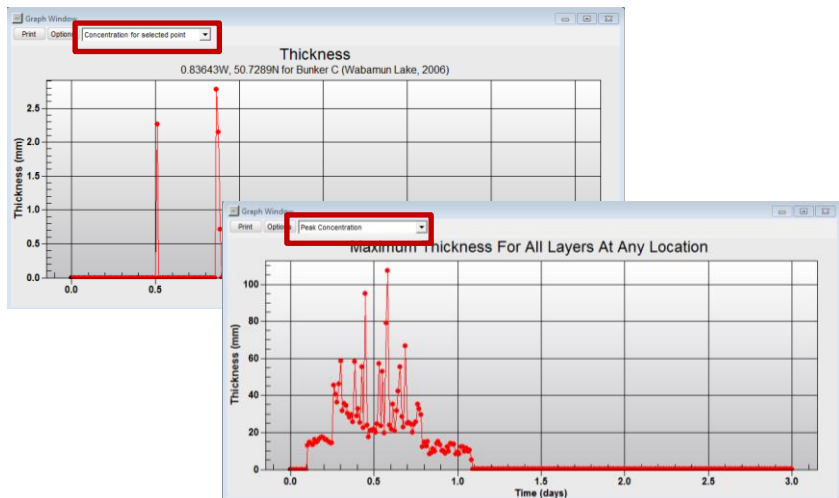 Graph Window
Print Options Concentration for selected point
Thickness
0.83643W, 50.7289N for Bunker C (Wabamun Lake, 2006)
Thickness (mm)
2.5
2.0
1.5
1.0
0.5
0.0
0.0 0.5
Graph Window
Print Options Peak Concentration
Maximum Thickness For All Layers At Any Location
Thickness (mm)
100
80
60
40
20
0
0.0 0.5 1.0 1.5 2.0 2.5 3.0
Time (days)